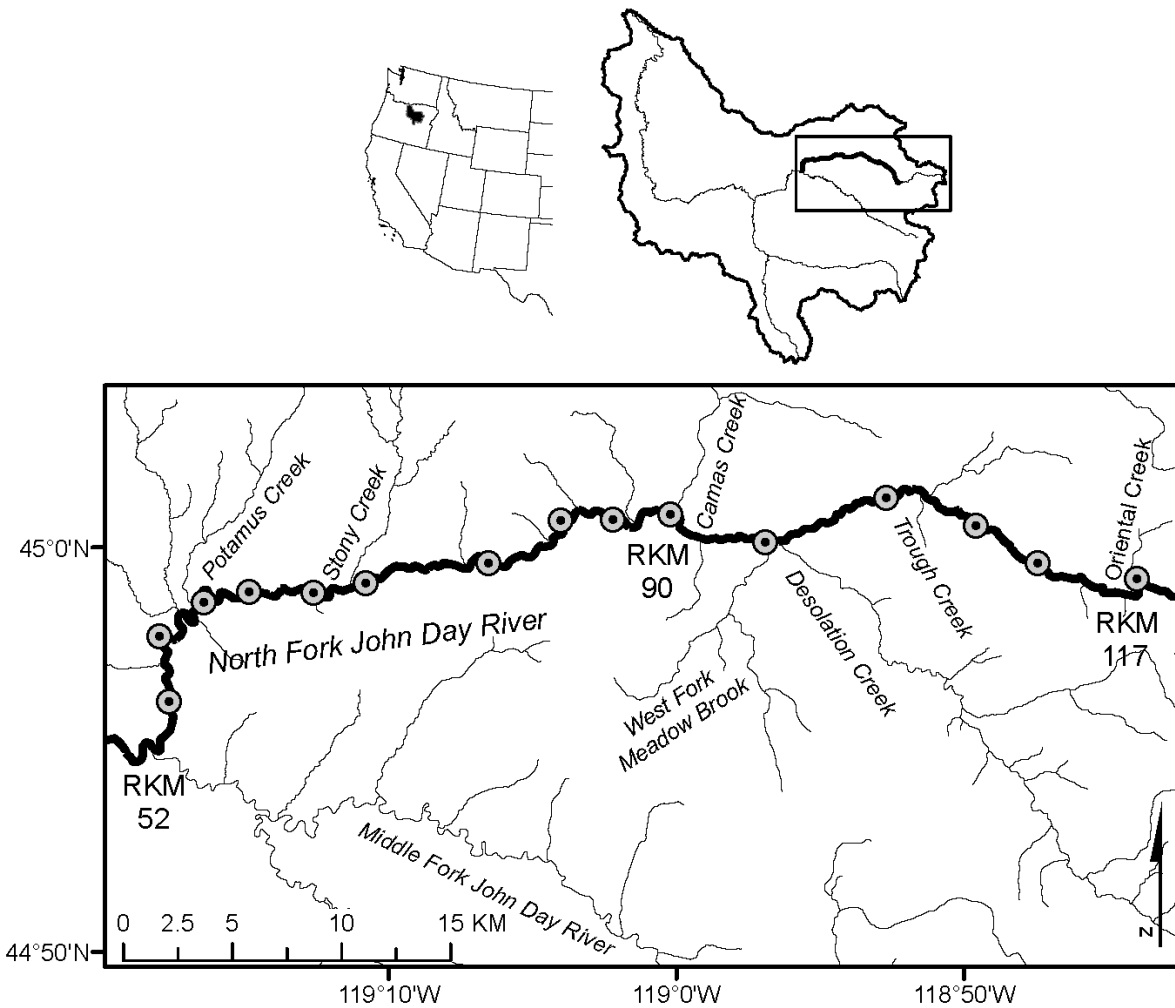 Potamus Creek
Stony Creek
Camas Creek
Trough Creek
Oriental Creek
45°0'N
RKM
90
North Fork John Day River
Desolation Creek
RKM
117
West Fork
Meadow Brook
RKM
52
Middle Fork John Day River
0 2.5 5 10 15 KM
N
44°50'N
119°10'W
119°0'W
118°50'W